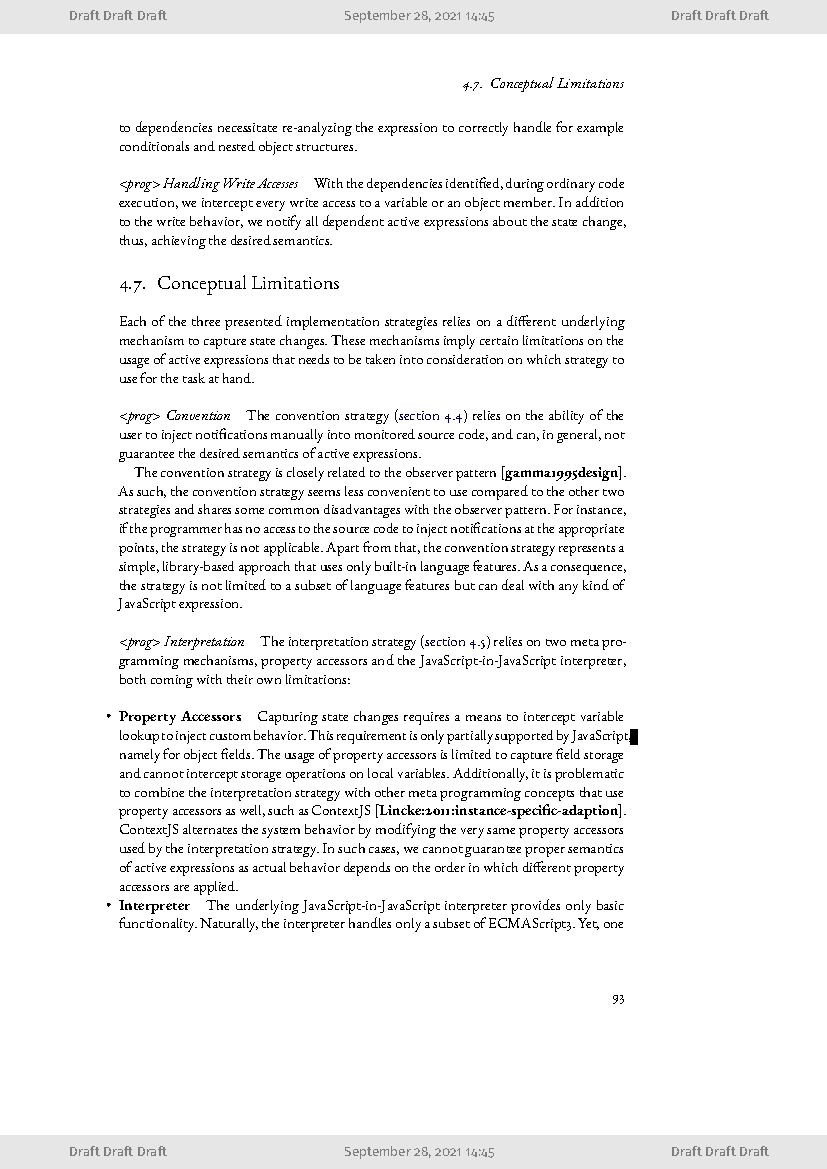 Draft Draft Draft September 28, 2021 14:45 Draft Draft Draft
4.7. Conceptual Limitations
to dependencies necessitate re-analyzing the expression to correctly handle for example
conditionals and nested object structures.
<prog> Handling Write Accesses With the dependencies identified, during ordinary code
execution, we intercept every write access to a variable or an object member. In addition
to the write behavior, we notify all dependent active expressions about the state change,
thus, achieving the desired semantics.
4.7. Conceptual Limitations
Each of the three presented implementation strategies relies on a different underlying
mechanism to capture state changes. These mechanisms imply certain limitations on the
usage of active expressions that needs to be taken into consideration on which strategy to
use for the task at hand.
<prog> Convention The convention strategy (section 4.4) relies on the ability of the
user to inject notifications manually into monitored source code, and can, in general, not
guarantee the desired semantics of active expressions.
The convention strategy is closely related to the observer pattern [gamma1995design].
As such, the convention strategy seems less convenient to use compared to the other two
strategies and shares some common disadvantages with the observer pattern. For instance,
if the programmer has no access to the source code to inject notifications at the appropriate
points, the strategy is not applicable. Apart from that, the convention strategy represents a
simple, library-based approach that uses only built-in language features. As a consequence,
the strategy is not limited to a subset of language features but can deal with any kind of
JavaScript expression.
<prog> Interpretation The interpretation strategy (section 4.5) relies on two meta pro-
gramming mechanisms, property accessors and the JavaScript-in-JavaScript interpreter,
both coming with their own limitations:
• Property Accessors Capturing state changes requires a means to intercept variable
lookup to inject custom behavior. This requirement is only partially supported by JavaScript,
namely for object fields. The usage of property accessors is limited to capture field storage
and cannot intercept storage operations on local variables. Additionally, it is problematic
to combine the interpretation strategy with other meta programming concepts that use
property accessors as well, such as ContextJS [Lincke:2011:instance-specific-adaption].
ContextJS alternates the system behavior by modifying the very same property accessors
used by the interpretation strategy. In such cases, we cannot guarantee proper semantics
of active expressions as actual behavior depends on the order in which different property
accessors are applied.
• Interpreter The underlying JavaScript-in-JavaScript interpreter provides only basic
functionality. Naturally, the interpreter handles only a subset of ECMAScript3. Yet, one
93
Draft Draft Draft September 28, 2021 14:45 Draft Draft Draft